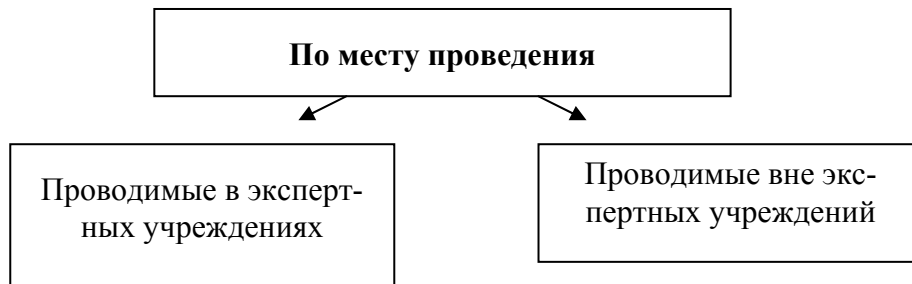 По месту проведения
Проводимые в эксперт-
ных учреждениях
Проводимые вне экс-
пертных учреждений